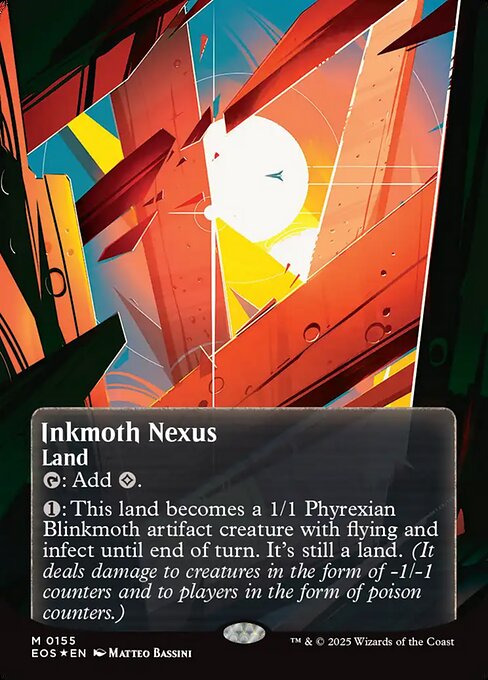 Inkmoth Nexus
Land
: Add .
1: This land becomes a 1/1 Phyrexian
Blinkmoth artifact creature with flying and
infect until end of turn. It's still a land. (It
deals damage to creatures in the form of -1/-1
counters and to players in the form of poison
counters.)
M 0155
EOS★EN Matteo Bassini
™ & © 2025 Wizards of the Coast